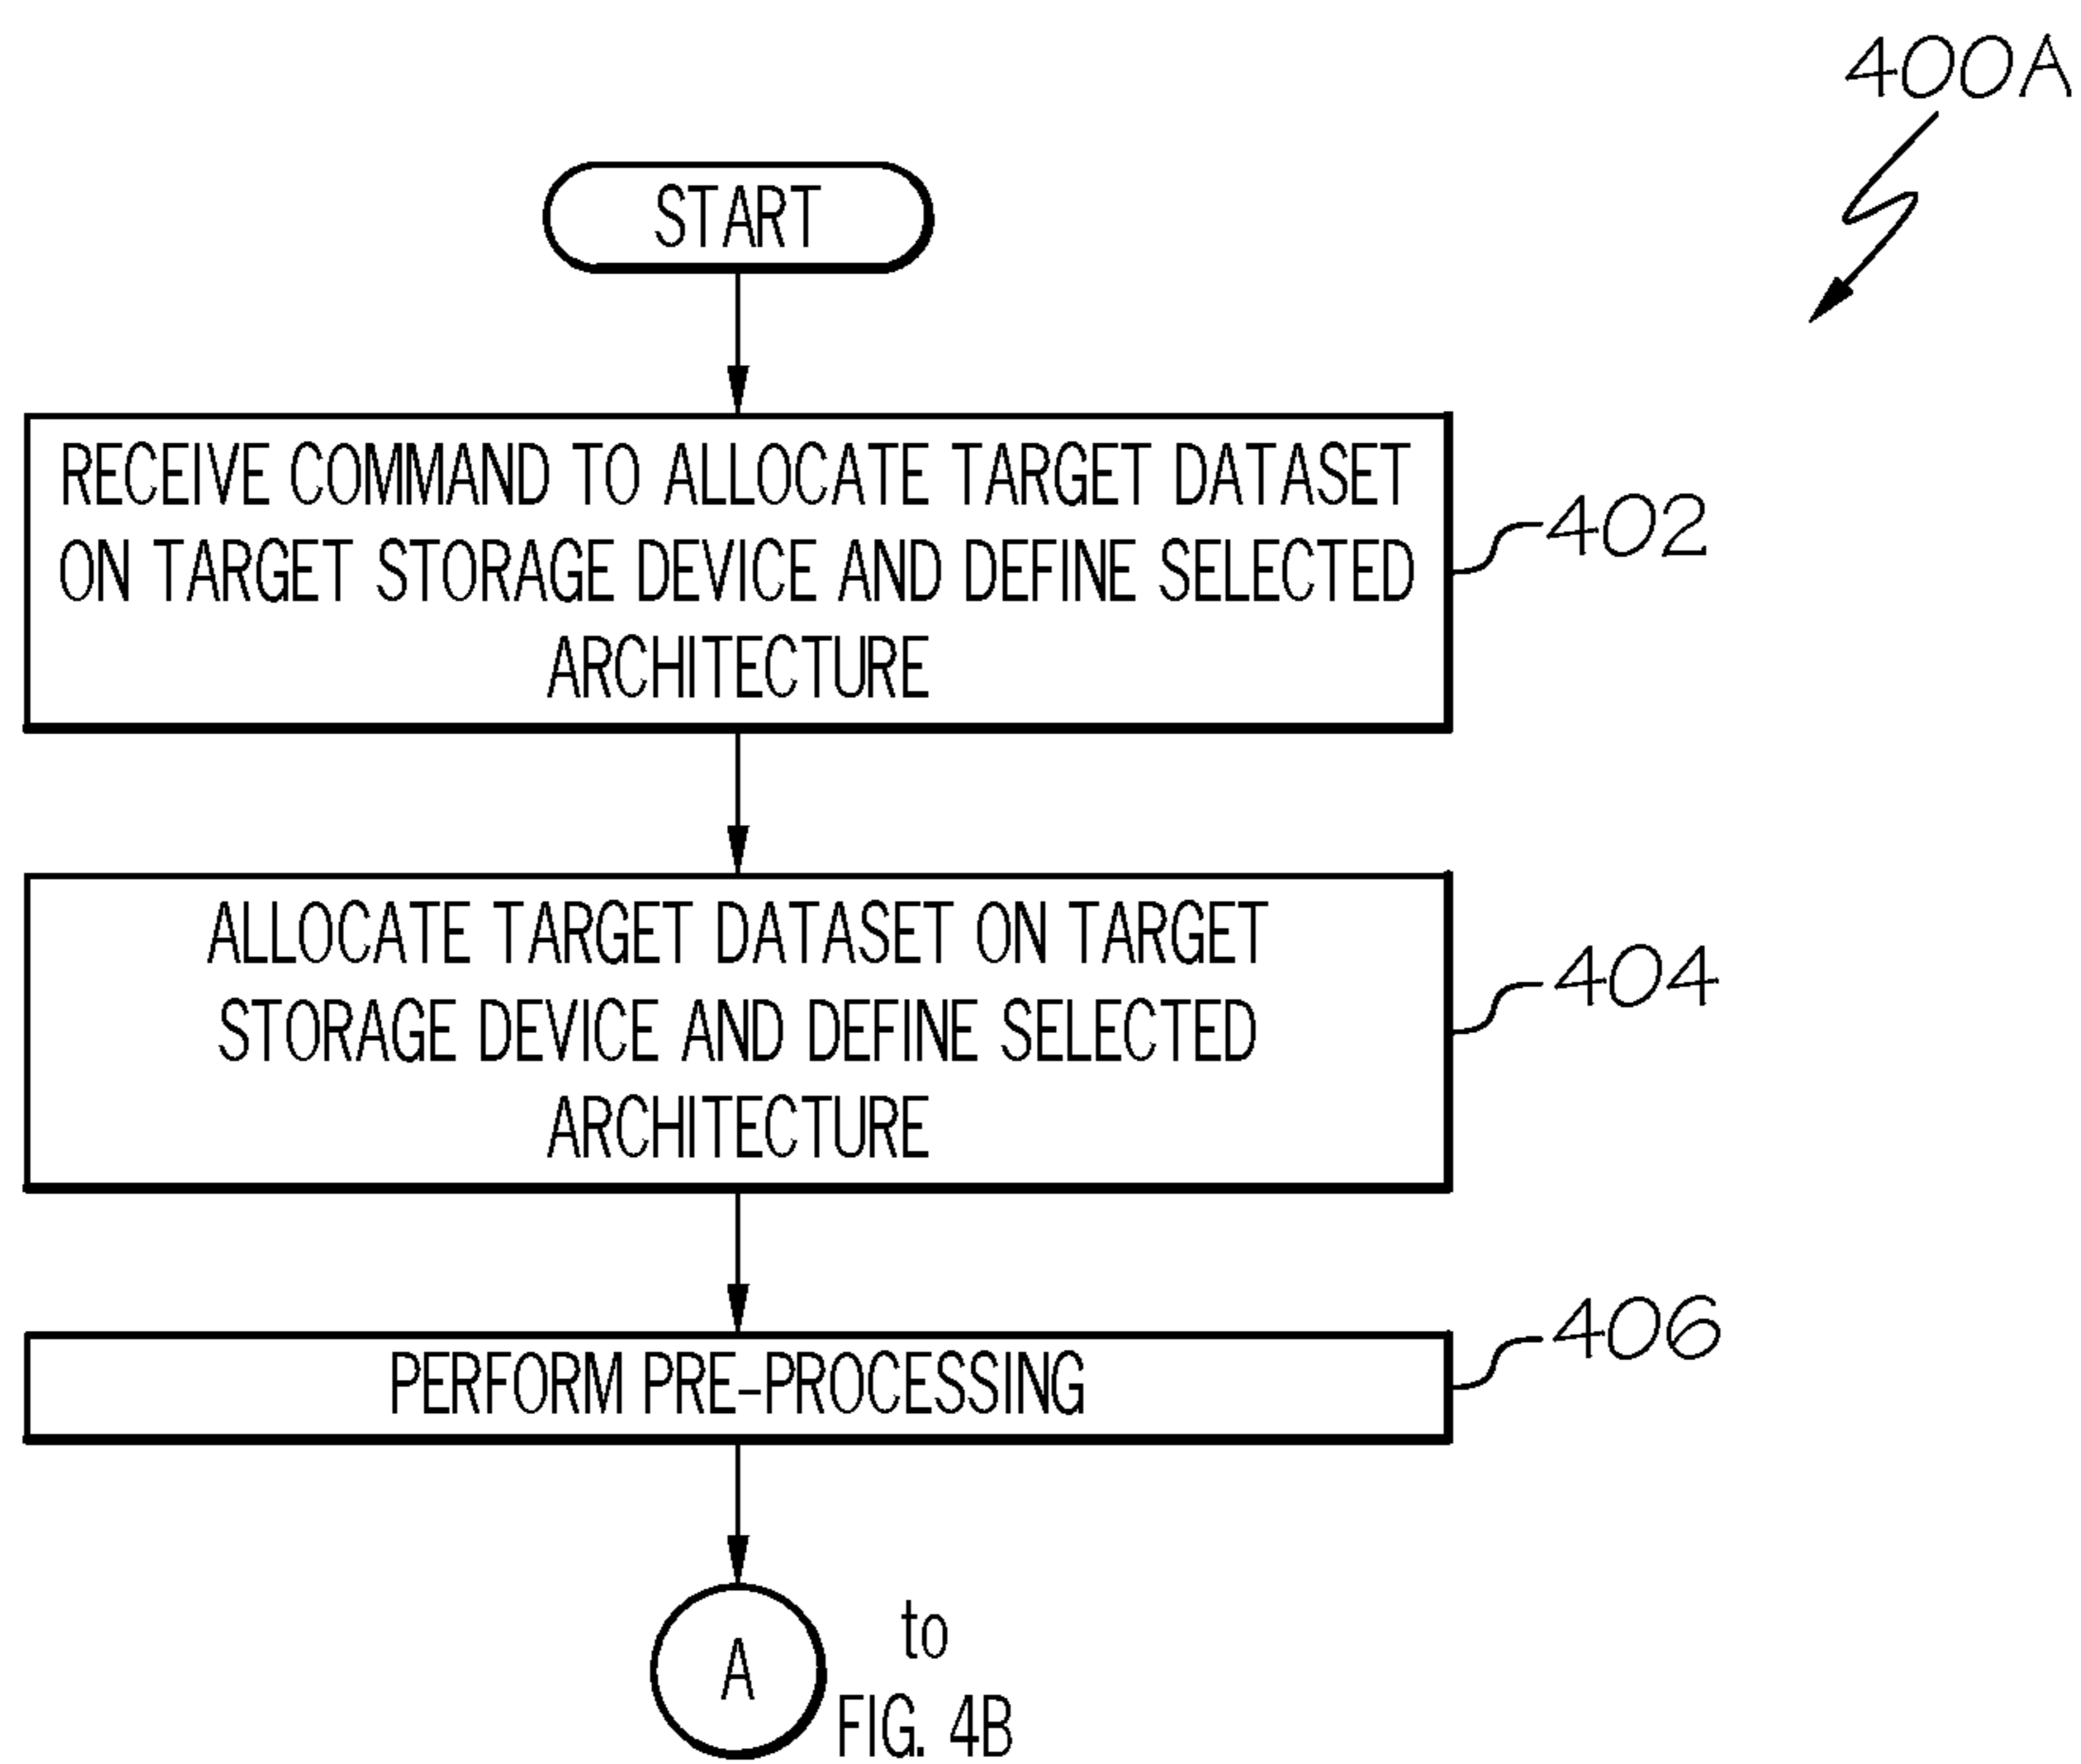 400A
START
RECEIVE COMMAND TO ALLOCATE TARGET DATASET
ON TARGET STORAGE DEVICE AND DEFINE SELECTED
ARCHITECTURE
402
ALLOCATE TARGET DATASET ON TARGET
STORAGE DEVICE AND DEFINE SELECTED
ARCHITECTURE
404
PERFORM PRE-PROCESSING
406
A
to
FIG. 4B